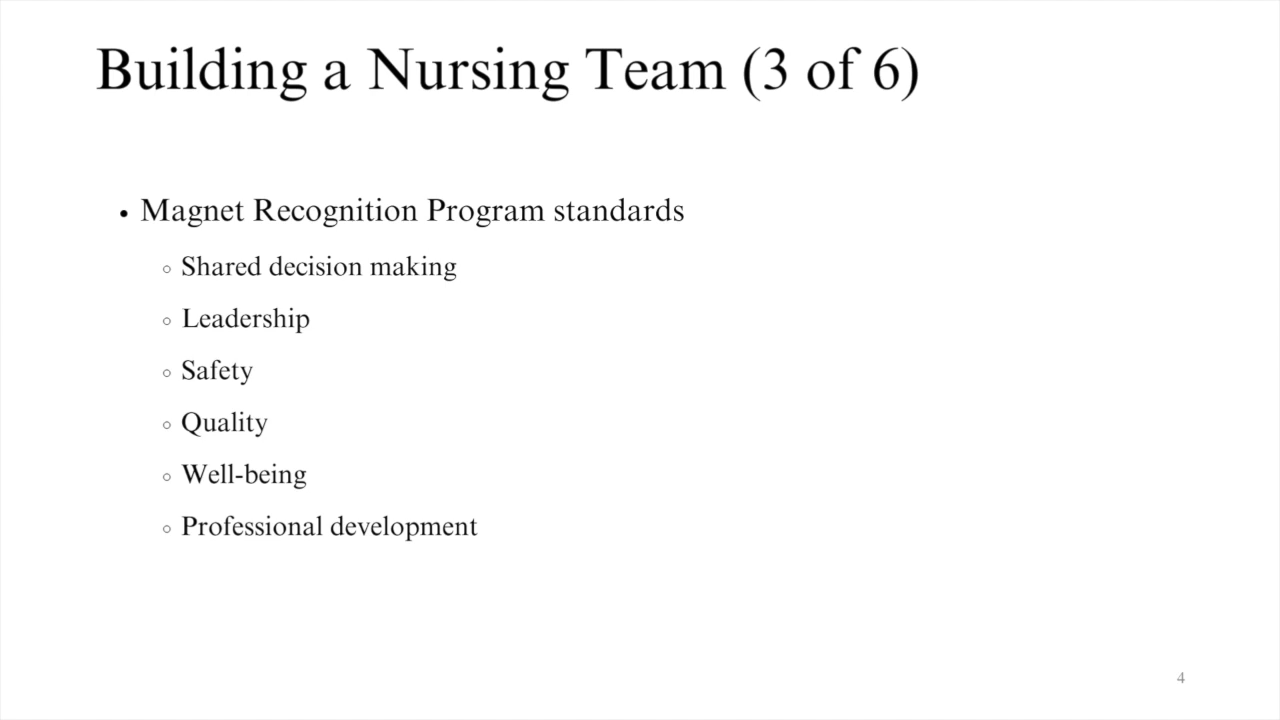 Building a Nursing Team (3 of 6)
• Magnet Recognition Program standards
○ Shared decision making
○ Leadership
○ Safety
○ Quality
○ Well-being
○ Professional development
4